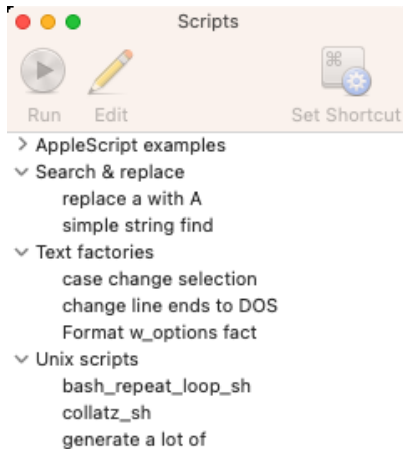 Scripts
Run Edit Set Shortcut
AppleScript examples
Search & replace
replace a with A
simple string find
Text factories
case change selection
change line ends to DOS
Format w_options fact
Unix scripts
bash_repeat_loop_sh
collatz_sh
generate a lot of